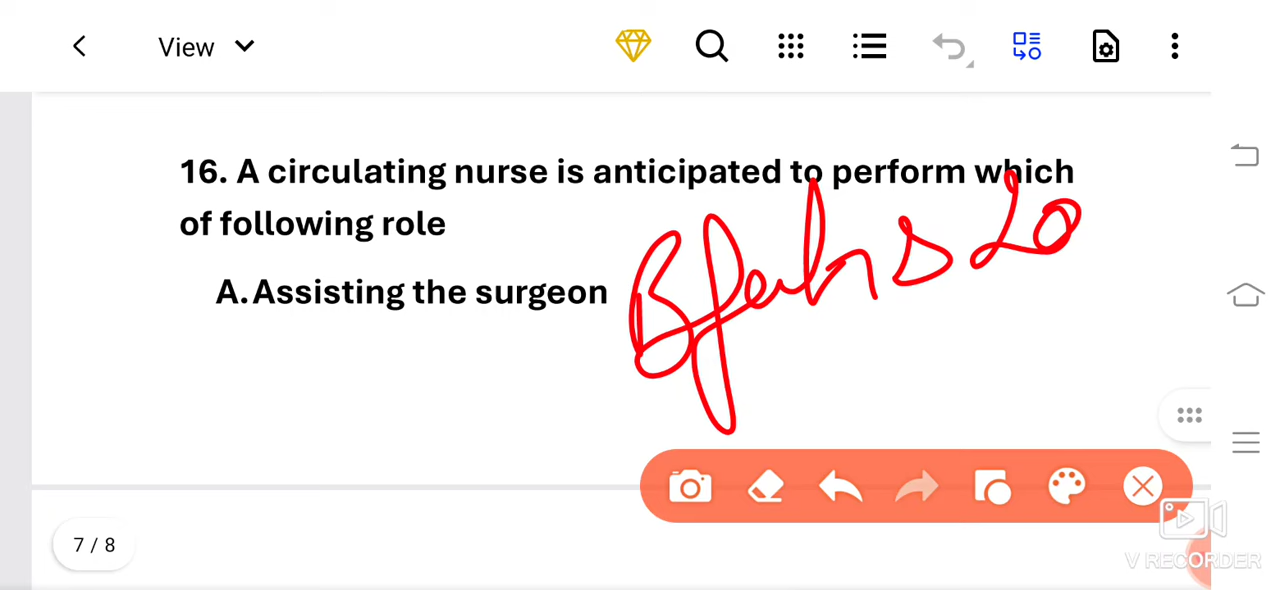 View
16. A circulating nurse is anticipated to perform which
of following role
A. Assisting the surgeon
7 / 8
V RECORDER